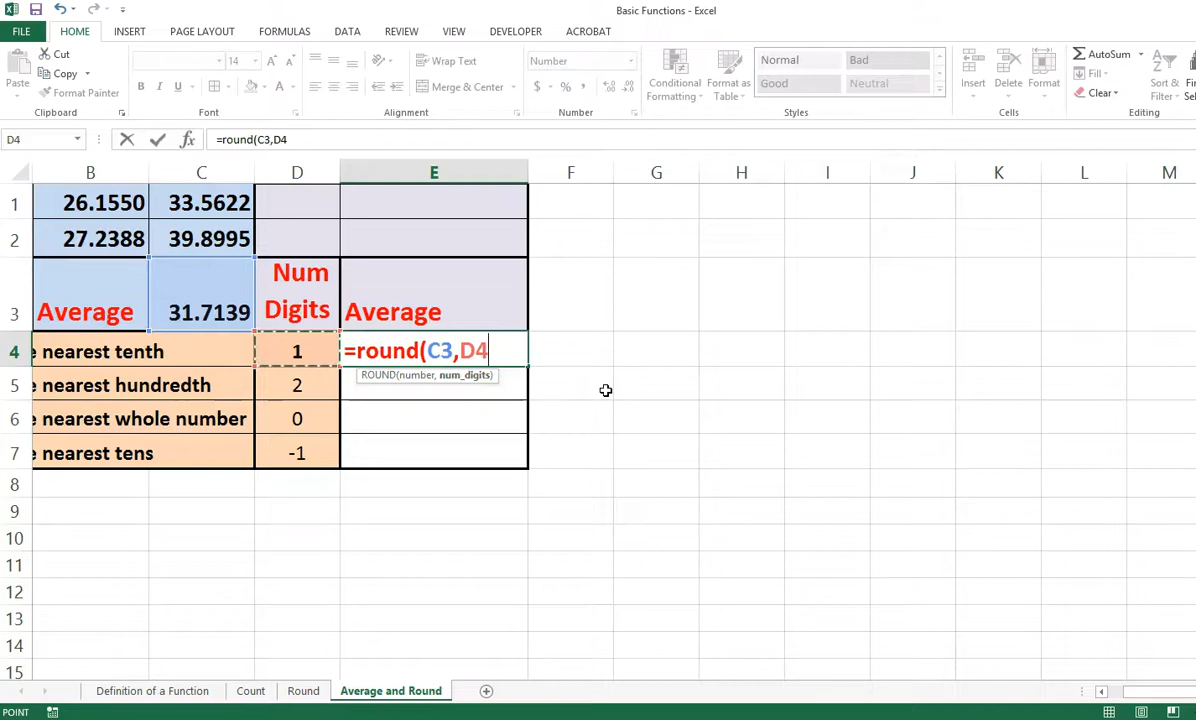 Basic Functions - Excel
FILE HOME INSERT PAGE LAYOUT FORMULAS DATA REVIEW VIEW DEVELOPER ACROBAT
Paste
Cut
Copy
Format Painter
Clipboard
14 A A
B I U A
Font
Wrap Text
Merge & Center
Alignment
Number
$ % ,
Number
Conditional Formatting
Format as Table
Normal Bad
Good Neutral
Styles
Insert Delete Format
Cells
AutoSum
Fill
Clear
Sort & Filter
Editing
D4 fx =round(C3,D4
B C D E F G H I J K L M
1 26.1550 33.5622
2 27.2388 39.8995
3 Average 31.7139 Num Digits Average
4 e nearest tenth 1 =round(C3,D4
ROUND(number, num_digits)
5 e nearest hundredth 2
6 e nearest whole number 0
7 e nearest tens -1
8
9
10
11
12
13
14
15
Definition of a Function Count Round Average and Round
POINT